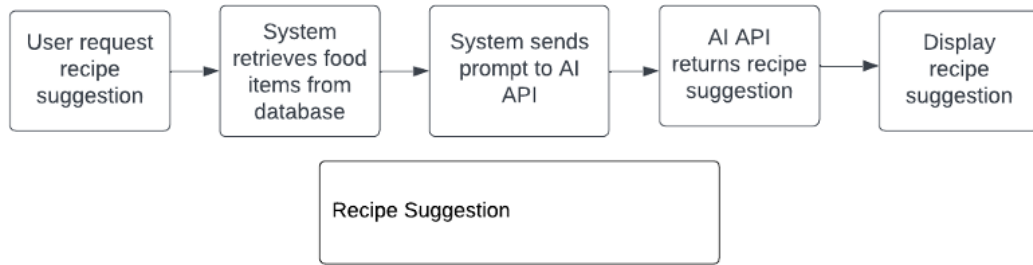 User request
recipe
suggestion
System
retrieves food
items from
database
System sends
prompt to AI
API
AI API
returns recipe
suggestion
Display
recipe
suggestion
Recipe Suggestion